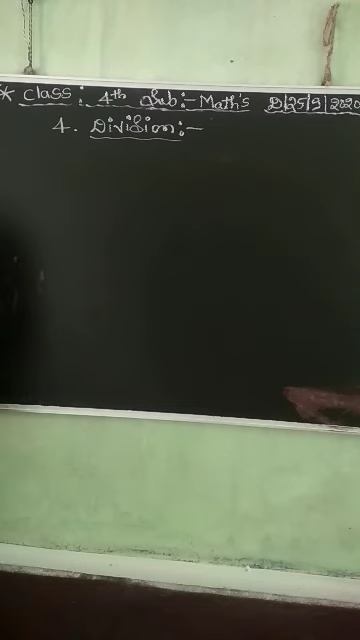 * Class : 4th Sub :- Math's D/25/9/2020
4. Division :-